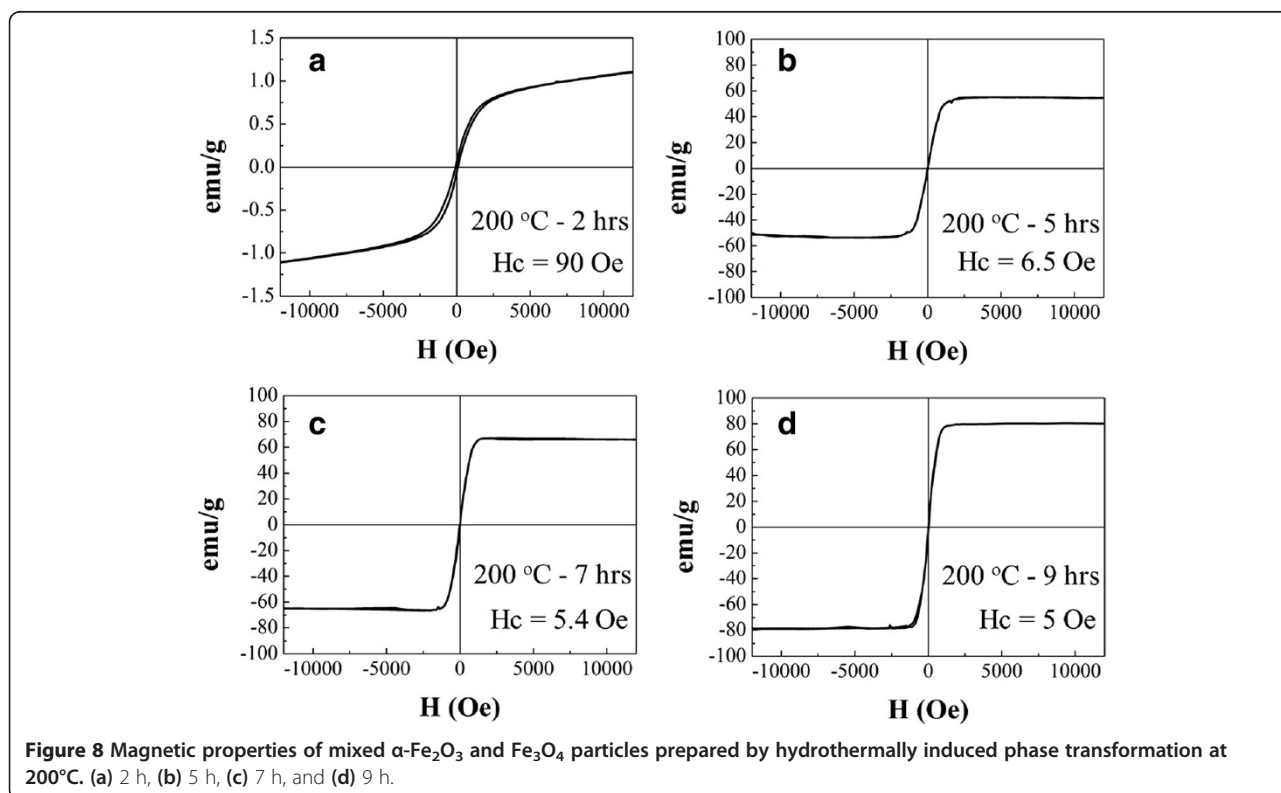 a
1.5
1.0
0.5
0.0
-0.5
-1.0
-1.5
emu/g
200 °C - 2 hrs
Hc = 90 Oe
-10000 -5000 0 5000 10000
H (Oe)
b
100
80
60
40
20
0
-20
-40
-60
-80
-100
emu/g
200 °C - 5 hrs
Hc = 6.5 Oe
-10000 -5000 0 5000 10000
H (Oe)
c
100
80
60
40
20
0
-20
-40
-60
-80
-100
emu/g
200 °C - 7 hrs
Hc = 5.4 Oe
-10000 -5000 0 5000 10000
H (Oe)
d
100
80
60
40
20
0
-20
-40
-60
-80
-100
emu/g
200 °C - 9 hrs
Hc = 5 Oe
-10000 -5000 0 5000 10000
H (Oe)
Figure 8 Magnetic properties of mixed α-Fe₂O₃ and Fe₃O₄ particles prepared by hydrothermally induced phase transformation at
200°C. (a) 2 h, (b) 5 h, (c) 7 h, and (d) 9 h.